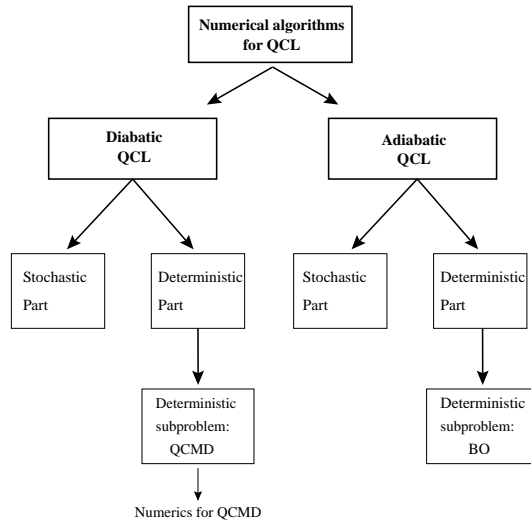 Numerical algorithms
for QCL
Diabatic
QCL
Adiabatic
QCL
Stochastic
Part
Deterministic
Part
Stochastic
Part
Deterministic
Part
Deterministic
subproblem:
QCMD
Deterministic
subproblem:
BO
Numerics for QCMD